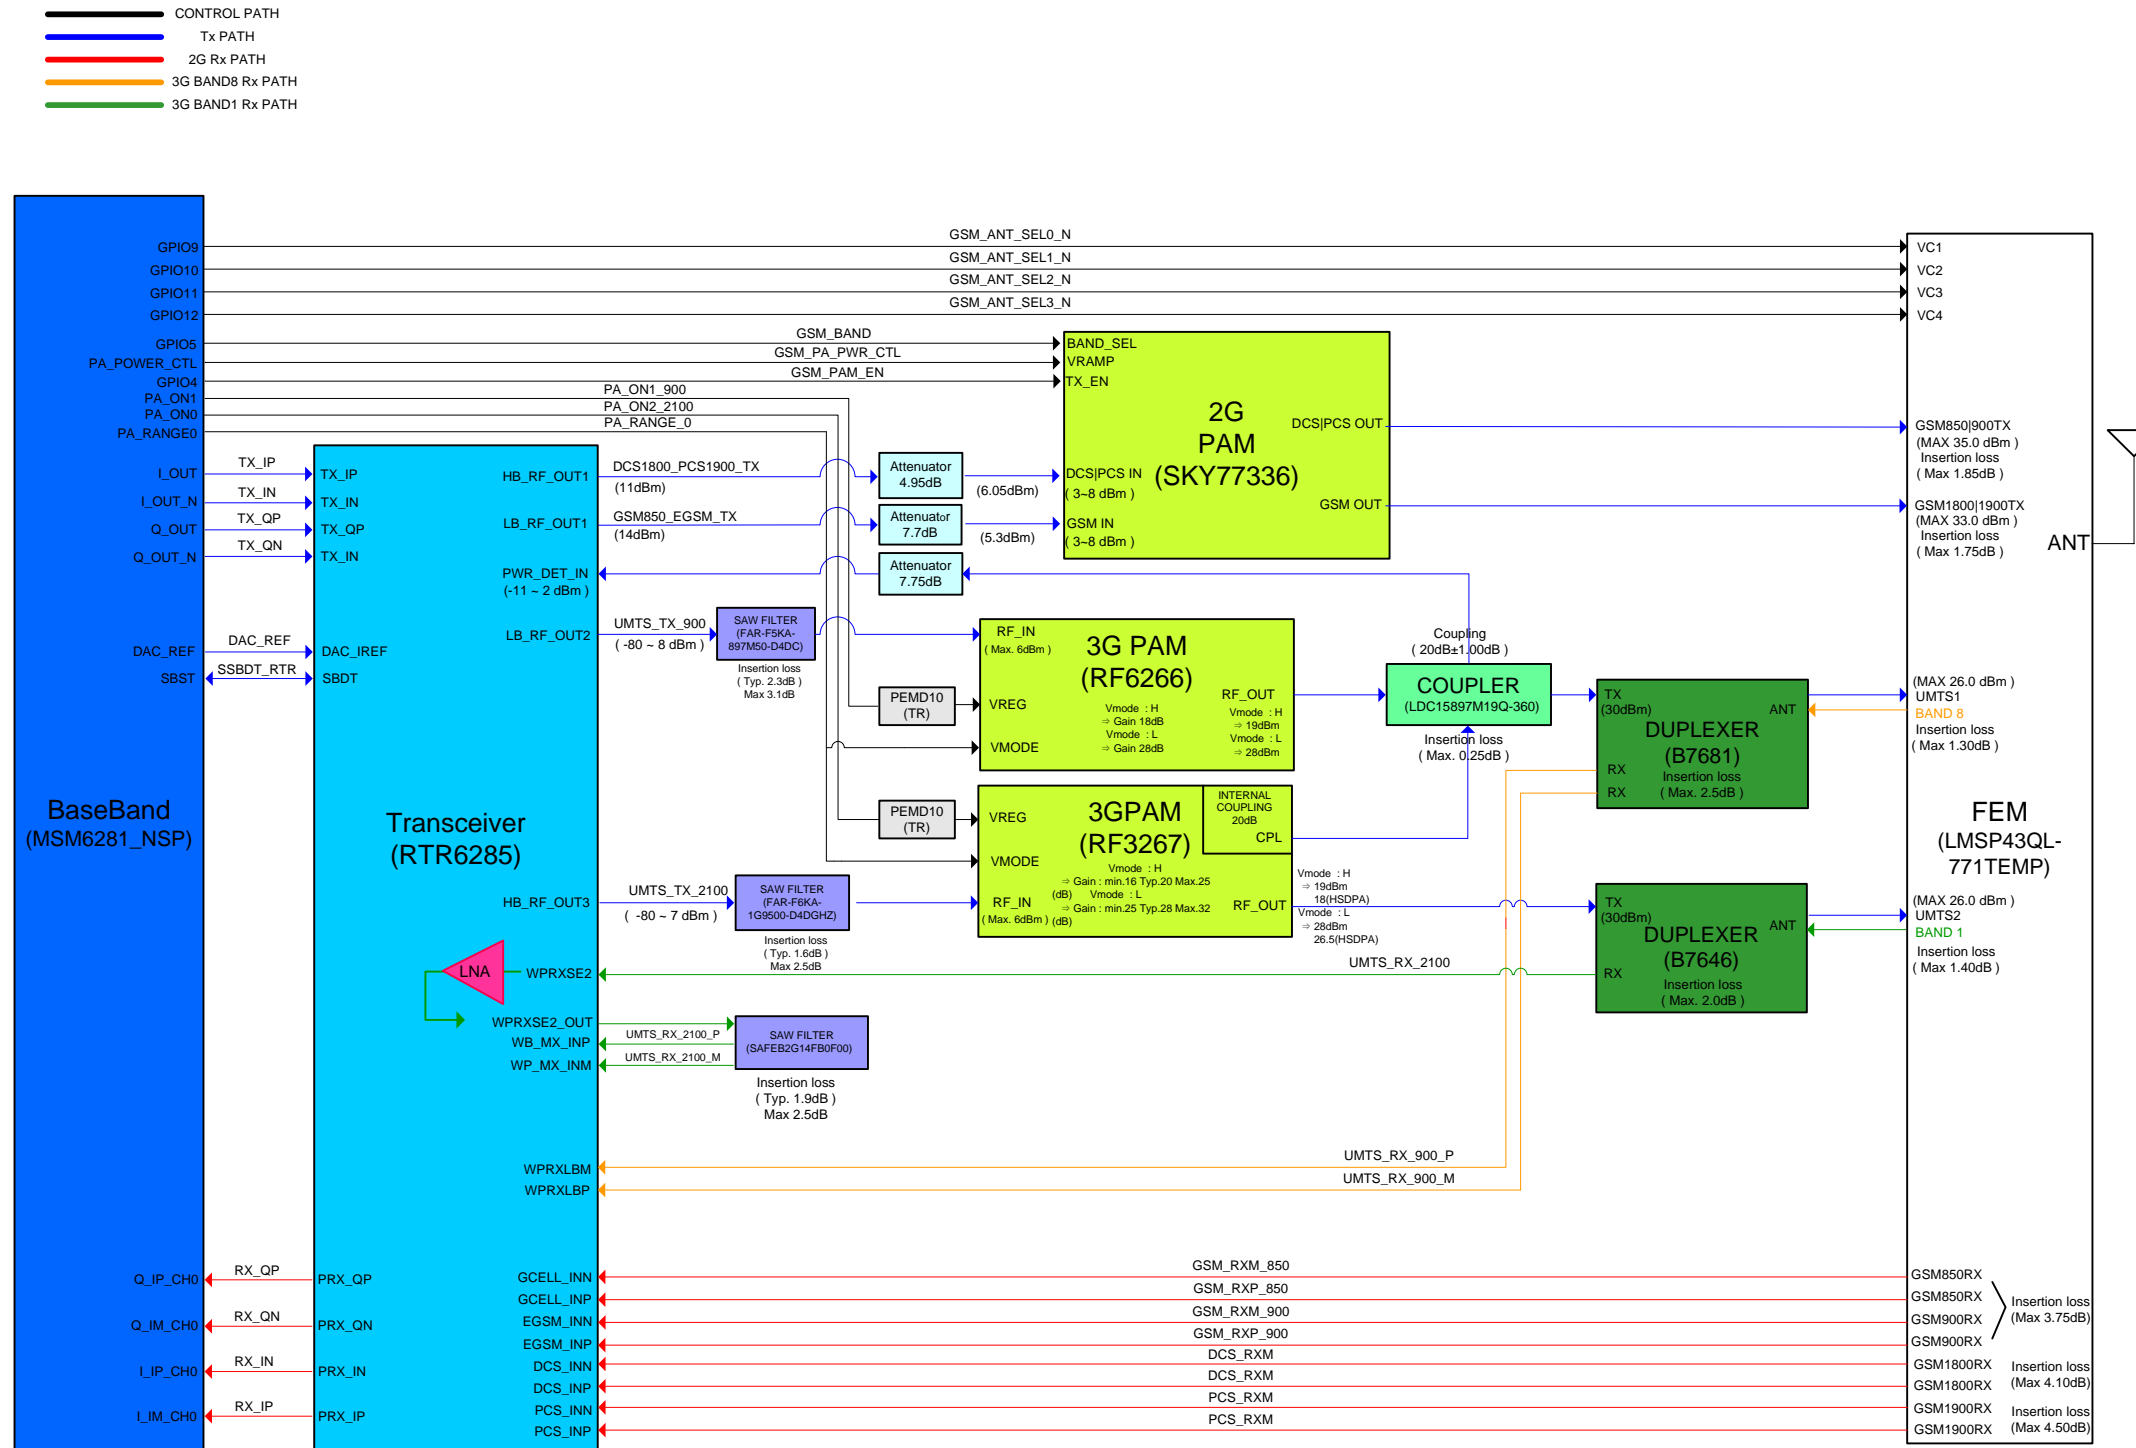 CONTROL PATH
Tx PATH
2G Rx PATH
3G BAND8 Rx PATH
3G BAND1 Rx PATH
GPIO9
GSM_ANT_SEL0_N
VC1
GPIO10
GSM_ANT_SEL1_N
VC2
GPIO11
GSM_ANT_SEL2_N
VC3
GPIO12
GSM_ANT_SEL3_N
VC4
GPIO5
GSM_BAND
BAND_SEL
PA_POWER_CTL
GSM_PA_PWR_CTL
VRAMP
GPIO4
GSM_PAM_EN
TX_EN
PA_ON1
PA_ON1_900
PA_ON0
PA_ON2_2100
PA_RANGE0
PA_RANGE_0
2G
PAM
(SKY77336)
DCS|PCS OUT
GSM OUT
DCS|PCS IN
( 3~8 dBm )
GSM IN
( 3~8 dBm )
GSM850|900TX
(MAX 35.0 dBm )
Insertion loss
( Max 1.85dB )
GSM1800|1900TX
(MAX 33.0 dBm )
Insertion loss
( Max 1.75dB )
ANT
I_OUT
TX_IP
TX_IP
I_OUT_N
TX_IN
TX_IN
Q_OUT
TX_QP
TX_QP
Q_OUT_N
TX_QN
TX_IN
HB_RF_OUT1
DCS1800_PCS1900_TX
(11dBm)
Attenuator
4.95dB
(6.05dBm)
LB_RF_OUT1
GSM850_EGSM_TX
(14dBm)
Attenuator
7.7dB
(5.3dBm)
PWR_DET_IN
(-11 ~ 2 dBm )
Attenuator
7.75dB
LB_RF_OUT2
UMTS_TX_900
( -80 ~ 8 dBm )
SAW FILTER
(FAR-F5KA-
897M50-D4DC)
Insertion loss
( Typ. 2.3dB )
Max 3.1dB
DAC_REF
DAC_REF
DAC_IREF
SBST
SSBDT_RTR
SBDT
PEMD10
(TR)
RF_IN
( Max. 6dBm )
3G PAM
(RF6266)
VREG
VMODE
Vmode : H
⇒ Gain 18dB
Vmode : L
⇒ Gain 28dB
RF_OUT
Vmode : H
⇒ 19dBm
Vmode : L
⇒ 28dBm
Coupling
( 20dB±1.00dB )
COUPLER
(LDC15897M19Q-360)
Insertion loss
( Max. 0.25dB )
TX
(30dBm)
ANT
DUPLEXER
(B7681)
Insertion loss
( Max. 2.5dB )
RX
RX
(MAX 26.0 dBm )
UMTS1
BAND 8
Insertion loss
( Max 1.30dB )
BaseBand
(MSM6281_NSP)
Transceiver
(RTR6285)
PEMD10
(TR)
VREG
VMODE
3GPAM
(RF3267)
INTERNAL
COUPLING
20dB
CPL
Vmode : H
⇒ Gain : min.16 Typ.20 Max.25
(dB) Vmode : L
⇒ Gain : min.25 Typ.28 Max.32
(dB)
RF_IN
( Max. 6dBm )
RF_OUT
Vmode : H
⇒ 19dBm
18(HSDPA)
Vmode : L
⇒ 28dBm
26.5(HSDPA)
FEM
(LMSP43QL-
771TEMP)
HB_RF_OUT3
UMTS_TX_2100
( -80 ~ 7 dBm )
SAW FILTER
(FAR-F6KA-
1G9500-D4DGHZ)
Insertion loss
( Typ. 1.6dB )
Max 2.5dB
TX
(30dBm)
ANT
DUPLEXER
(B7646)
Insertion loss
( Max. 2.0dB )
RX
(MAX 26.0 dBm )
UMTS2
BAND 1
Insertion loss
( Max 1.40dB )
LNA
WPRXSE2
UMTS_RX_2100
WPRXSE2_OUT
WB_MX_INP
UMTS_RX_2100_P
WP_MX_INM
UMTS_RX_2100_M
SAW FILTER
(SAFEB2G14FB0F00)
Insertion loss
( Typ. 1.9dB )
Max 2.5dB
WPRXLBM
UMTS_RX_900_P
WPRXLBP
UMTS_RX_900_M
Q_IP_CH0
RX_QP
PRX_QP
Q_IM_CH0
RX_QN
PRX_QN
I_IP_CH0
RX_IN
PRX_IN
I_IM_CH0
RX_IP
PRX_IP
GCELL_INN
GSM_RXM_850
GSM850RX
GCELL_INP
GSM_RXP_850
GSM850RX
EGSM_INN
GSM_RXM_900
GSM900RX
EGSM_INP
GSM_RXP_900
GSM900RX
Insertion loss
(Max 3.75dB)
DCS_INN
DCS_RXM
GSM1800RX
DCS_INP
DCS_RXM
GSM1800RX
Insertion loss
(Max 4.10dB)
PCS_INN
PCS_RXM
GSM1900RX
PCS_INP
PCS_RXM
GSM1900RX
Insertion loss
(Max 4.50dB)